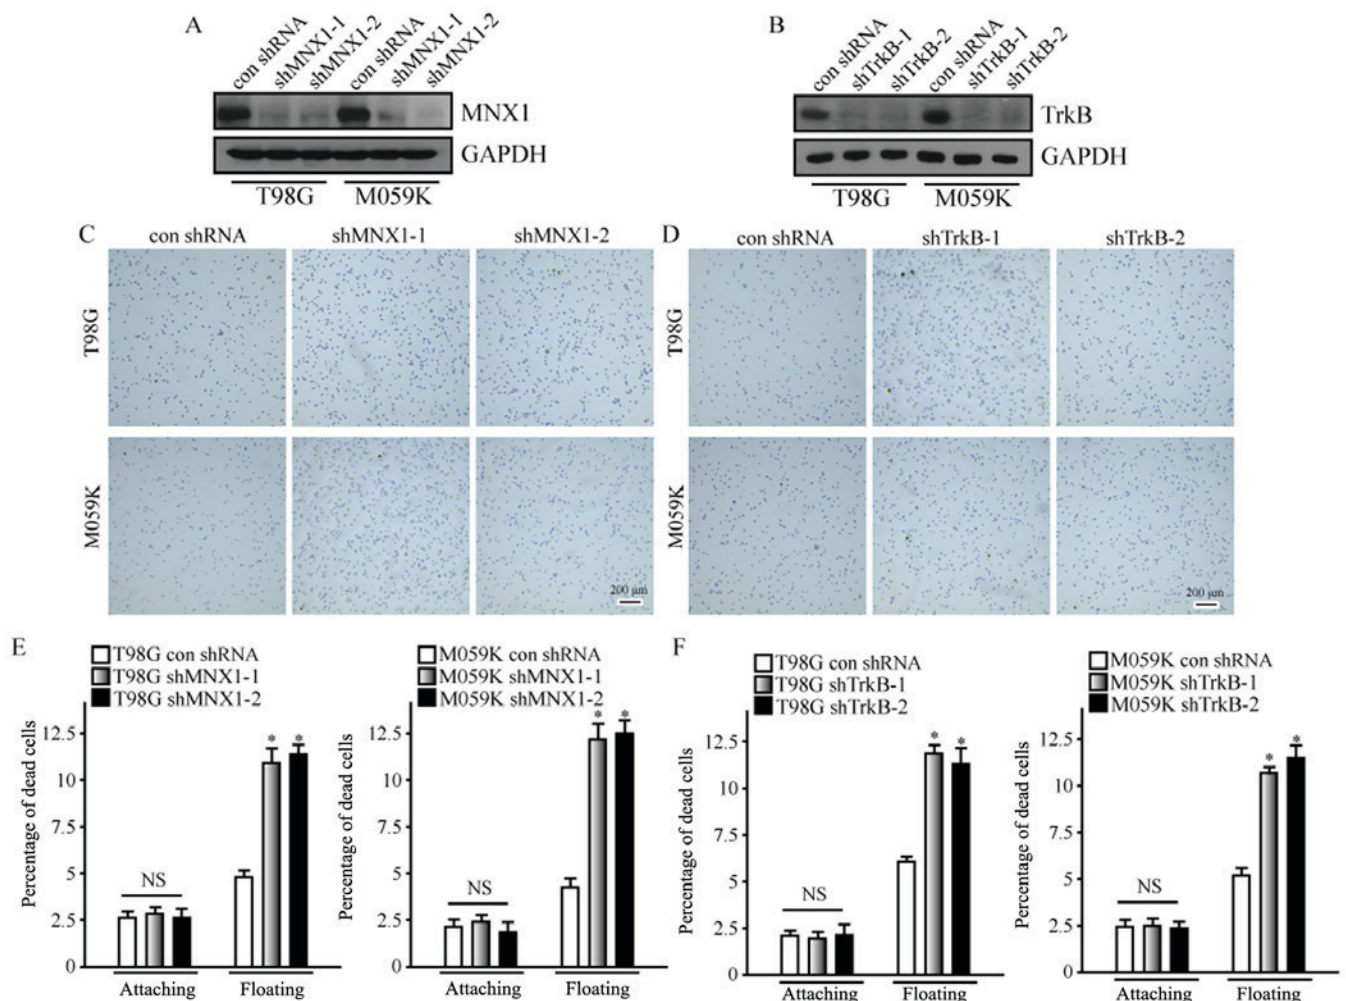 A
con shRNA
shMNX1-1
shMNX1-2
con shRNA
shMNX1-1
shMNX1-2
MNX1
GAPDH
T98G M059K
B
con shRNA
shTrkB-1
shTrkB-2
con shRNA
shTrkB-1
shTrkB-2
TrkB
GAPDH
T98G M059K
C con shRNA shMNX1-1 shMNX1-2
T98G
M059K
200 μm
D con shRNA shTrkB-1 shTrkB-2
T98G
M059K
200 μm
E
T98G con shRNA
T98G shMNX1-1
T98G shMNX1-2
Percentage of dead cells
12.5
10
7.5
5
2.5
0
NS
* *
Attaching Floating
M059K con shRNA
M059K shMNX1-1
M059K shMNX1-2
Percentage of dead cells
12.5
10
7.5
5
2.5
0
NS
* *
Attaching Floating
F
T98G con shRNA
T98G shTrkB-1
T98G shTrkB-2
Percentage of dead cells
12.5
10
7.5
5
2.5
0
NS
* *
Attaching Floating
M059K con shRNA
M059K shTrkB-1
M059K shTrkB-2
Percentage of dead cells
12.5
10
7.5
5
2.5
0
NS
* *
Attaching Floating